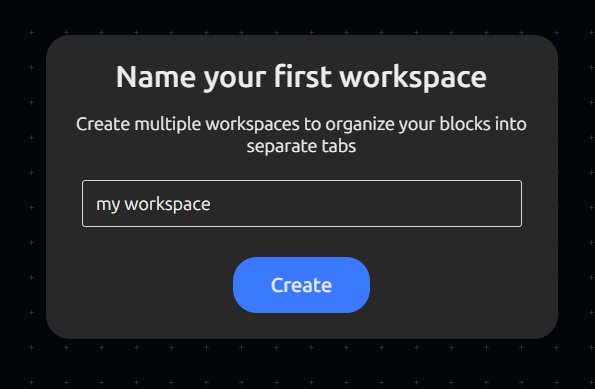 Name your first workspace
Create multiple workspaces to organize your blocks into
separate tabs
my workspace
Create